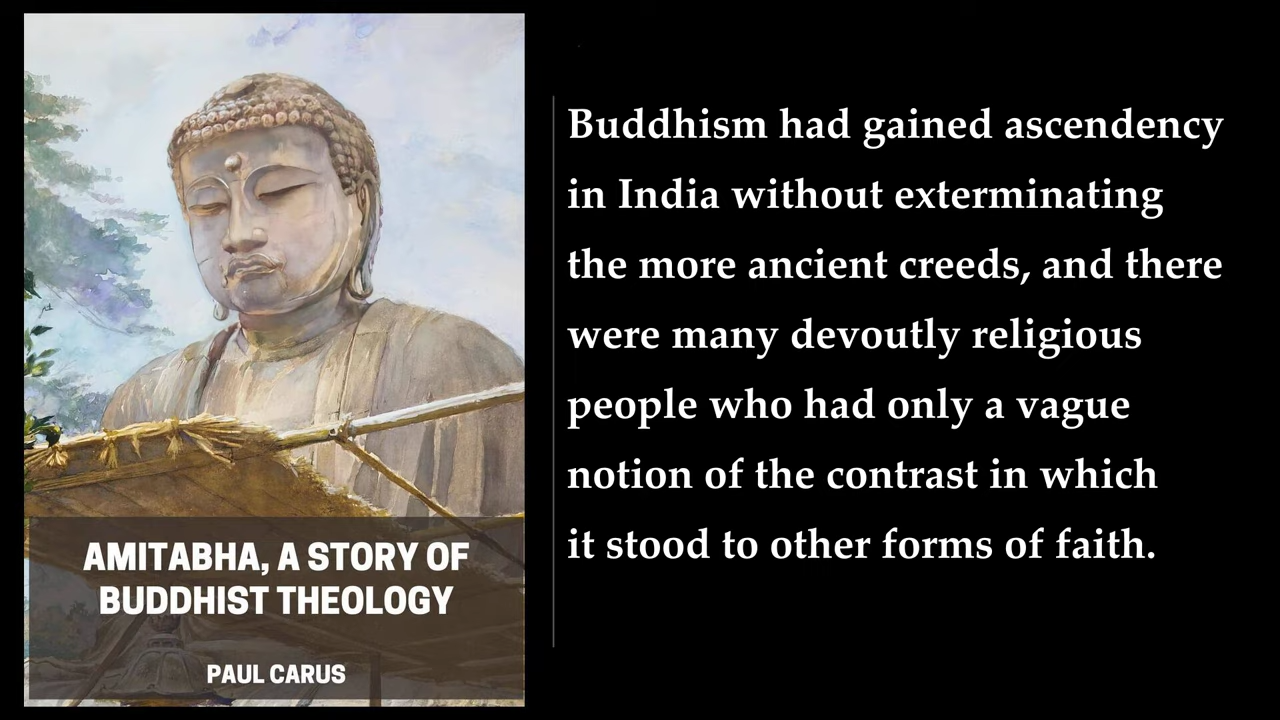 AMITABHA, A STORY OF
BUDDHIST THEOLOGY
PAUL CARUS
Buddhism had gained ascendency
in India without exterminating
the more ancient creeds, and there
were many devoutly religious
people who had only a vague
notion of the contrast in which
it stood to other forms of faith.